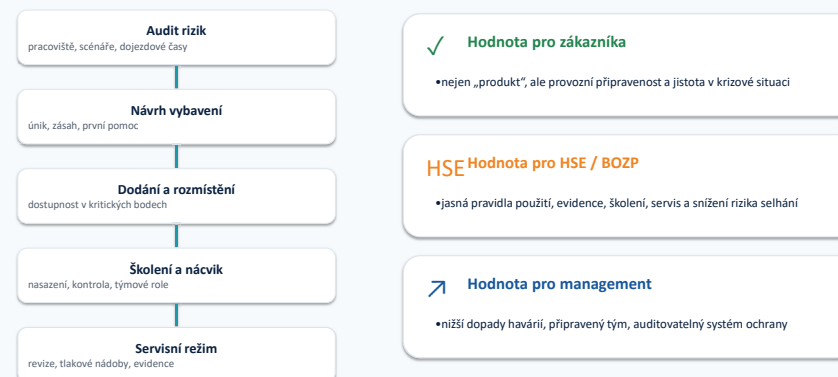 Audit rizik
pracoviště, scénáře, dojezdové časy
Návrh vybavení
únik, zásah, první pomoc
Dodání a rozmístění
dostupnost v kritických bodech
Školení a nácvik
nasazení, kontrola, týmové role
Servisní režim
revize, tlakové nádoby, evidence
Hodnota pro zákazníka
•nejen „produkt“, ale provozní připravenost a jistota v krizové situaci
HSE Hodnota pro HSE / BOZP
•jasná pravidla použití, evidence, školení, servis a snížení rizika selhání
Hodnota pro management
•nižší dopady havárií, připravený tým, auditovatelný systém ochrany